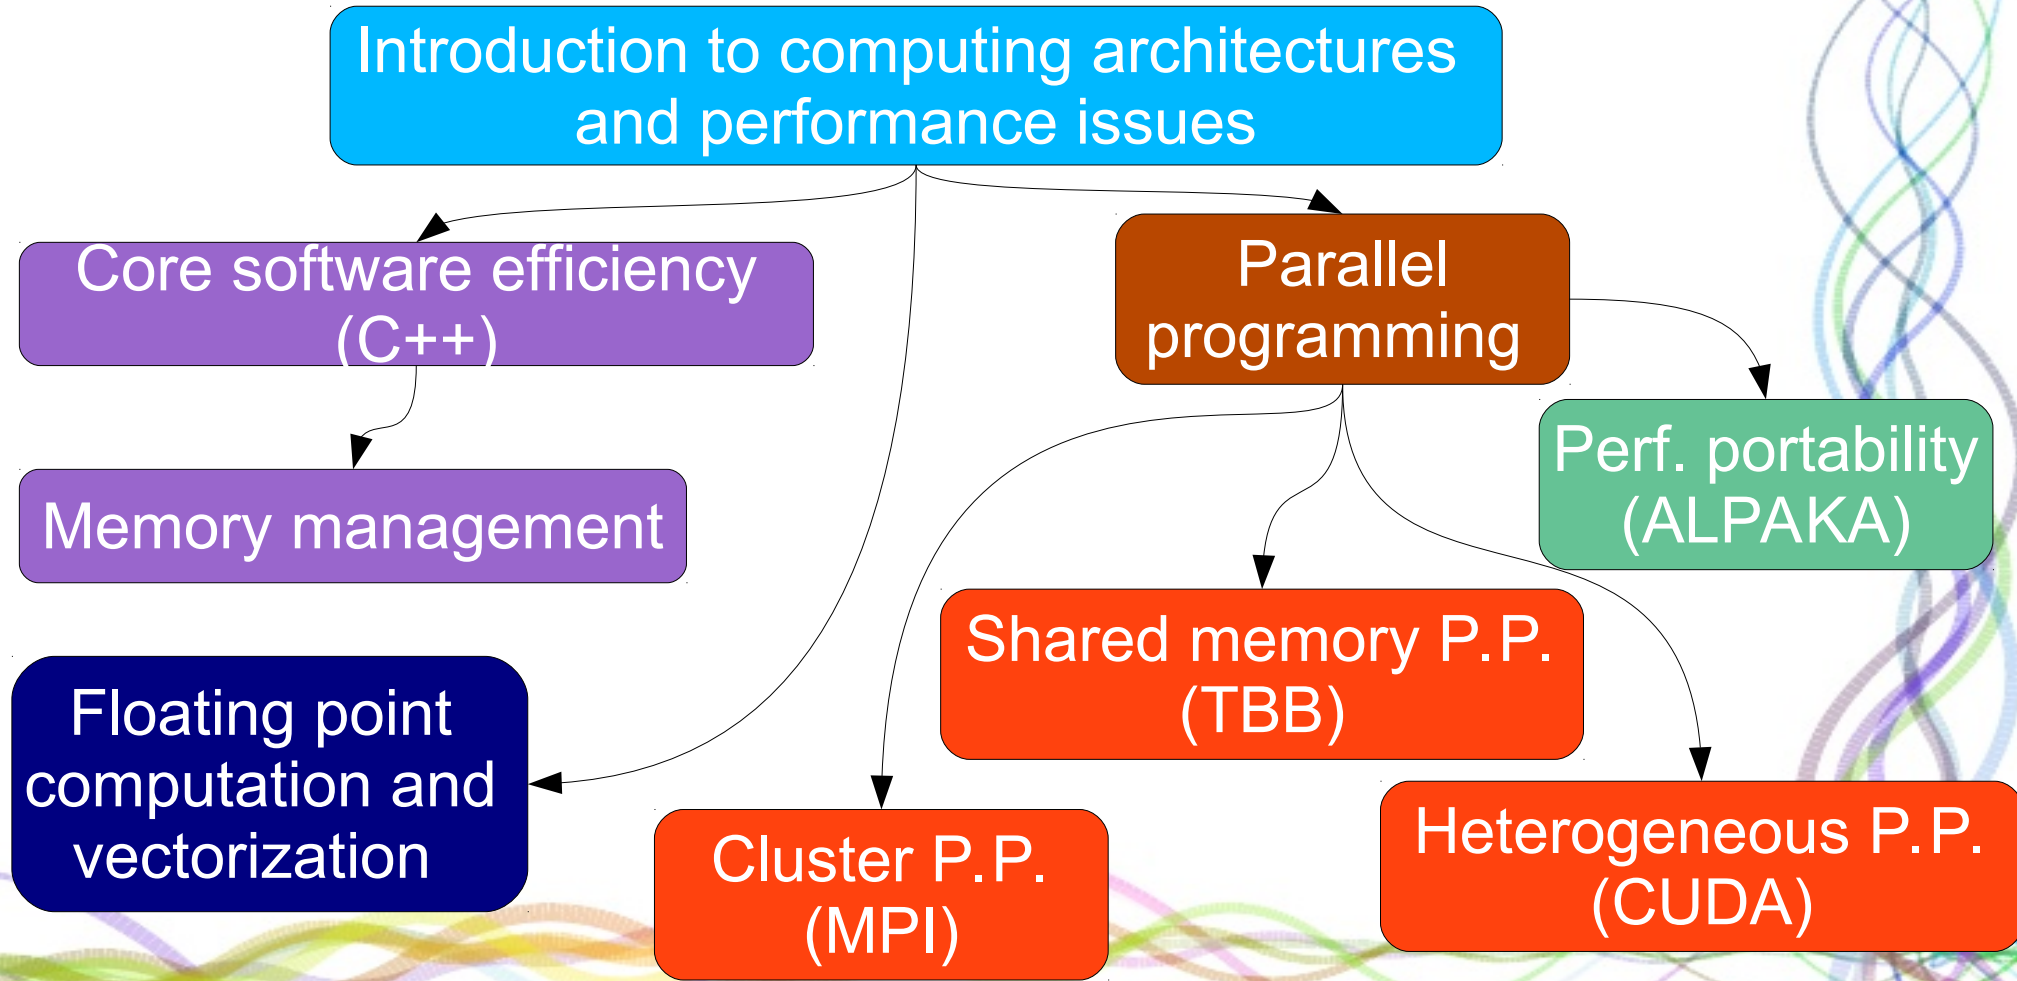 Introduction to computing architectures
and performance issues
Core software efficiency
(C++)
Parallel
programming
Memory management
Perf. portability
(ALPAKA)
Shared memory P.P.
(TBB)
Floating point
computation and
vectorization
Cluster P.P.
(MPI)
Heterogeneous P.P.
(CUDA)